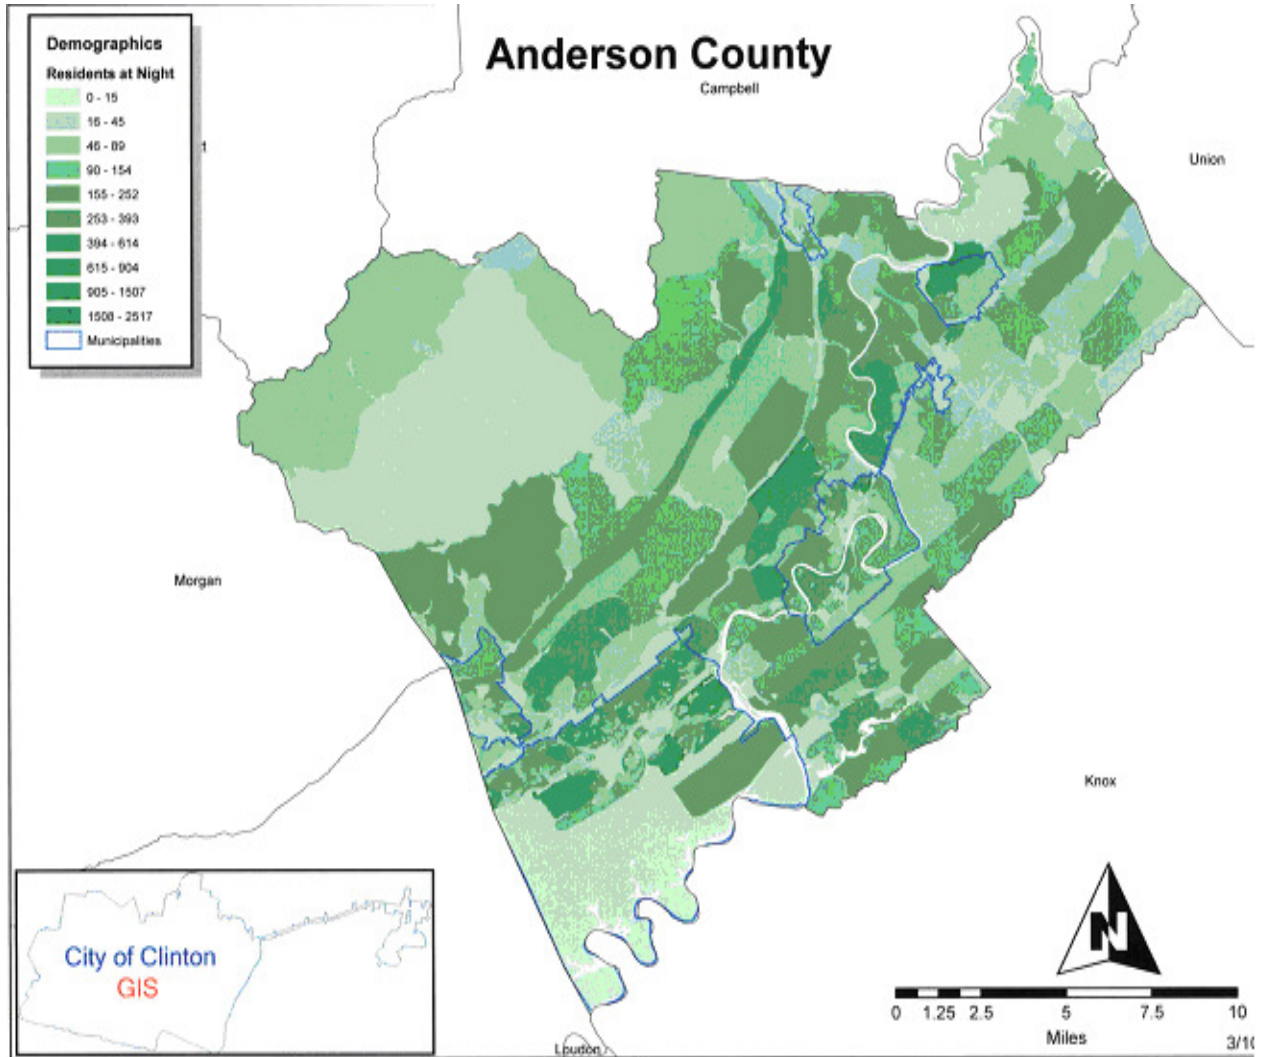 Anderson County
Demographics
Residents at Night
0 - 15
16 - 45
46 - 89
90 - 154
155 - 252
253 - 393
394 - 614
615 - 904
905 - 1507
1508 - 2517
Municipalities
Campbell
Union
Morgan
Knox
City of Clinton
GIS
N
0 1.25 2.5 5 7.5 10
Miles
Loudon